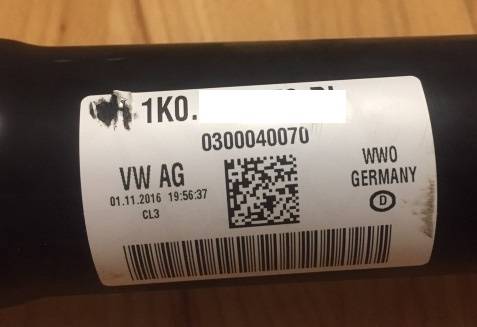 1K0.
0300040070
VW AG
01.11.2016 19:56:37
CL3
WWO
GERMANY
D